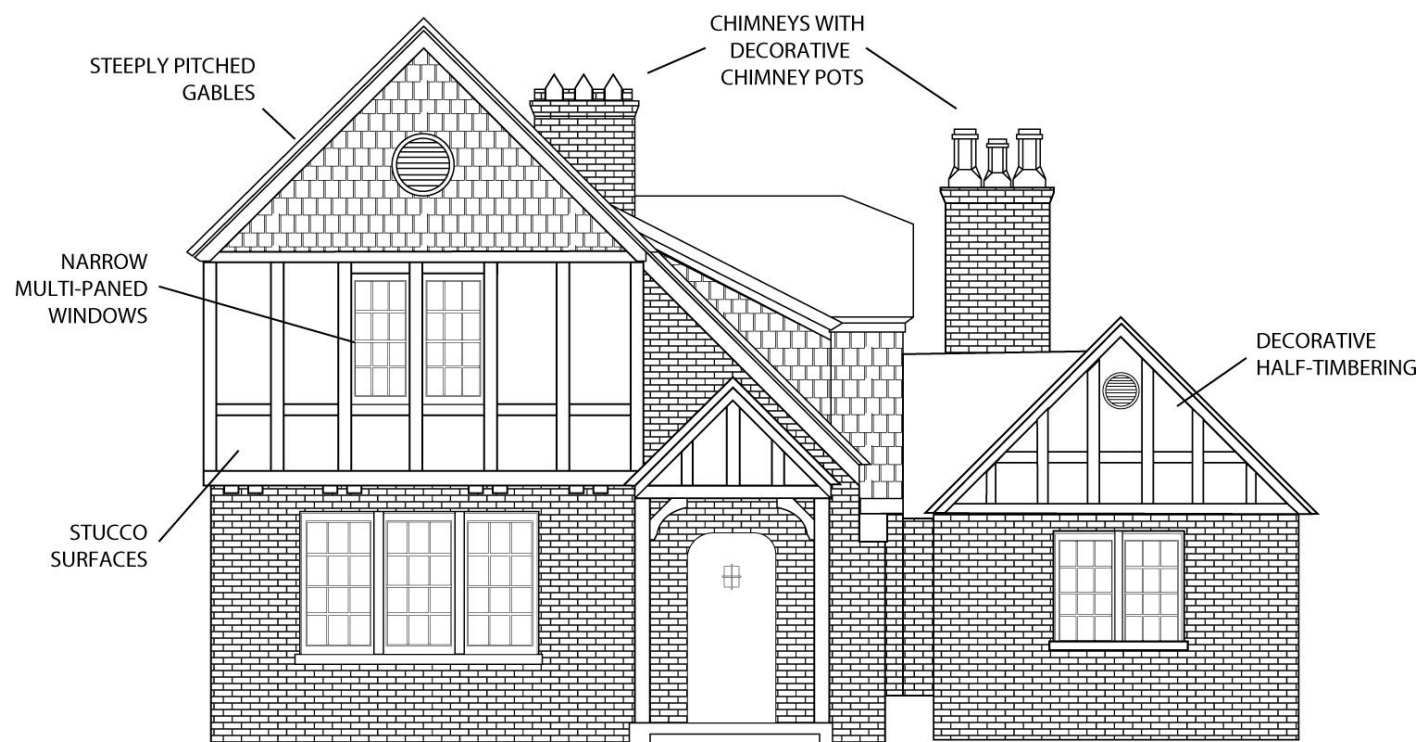 CHIMNEYS WITH
DECORATIVE
CHIMNEY POTS
STEEPLY PITCHED
GABLES
NARROW
MULTI-PANED
WINDOWS
DECORATIVE
HALF-TIMBERING
STUCCO
SURFACES